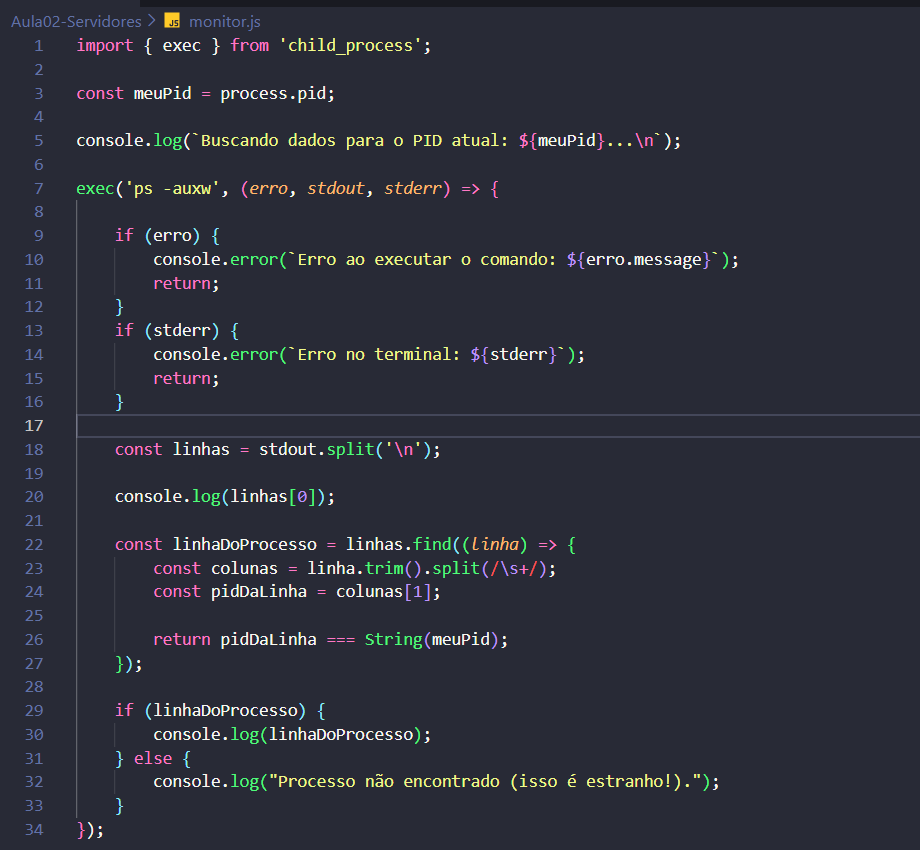 Aula02-Servidores > JS monitor.js
1 import { exec } from 'child_process';
2
3 const meuPid = process.pid;
4
5 console.log(`Buscando dados para o PID atual: ${meuPid}...\n`);
6
7 exec('ps -auxw', (erro, stdout, stderr) => {
8
9     if (erro) {
10         console.error(`Erro ao executar o comando: ${erro.message}`);
11         return;
12     }
13     if (stderr) {
14         console.error(`Erro no terminal: ${stderr}`);
15         return;
16     }
17
18     const linhas = stdout.split('\n');
19
20     console.log(linhas[0]);
21
22     const linhaDoProcesso = linhas.find((linha) => {
23         const colunas = linha.trim().split(/\s+/);
24         const pidDaLinha = colunas[1];
25
26         return pidDaLinha === String(meuPid);
27     });
28
29     if (linhaDoProcesso) {
30         console.log(linhaDoProcesso);
31     } else {
32         console.log("Processo não encontrado (isso é estranho!).");
33     }
34 });